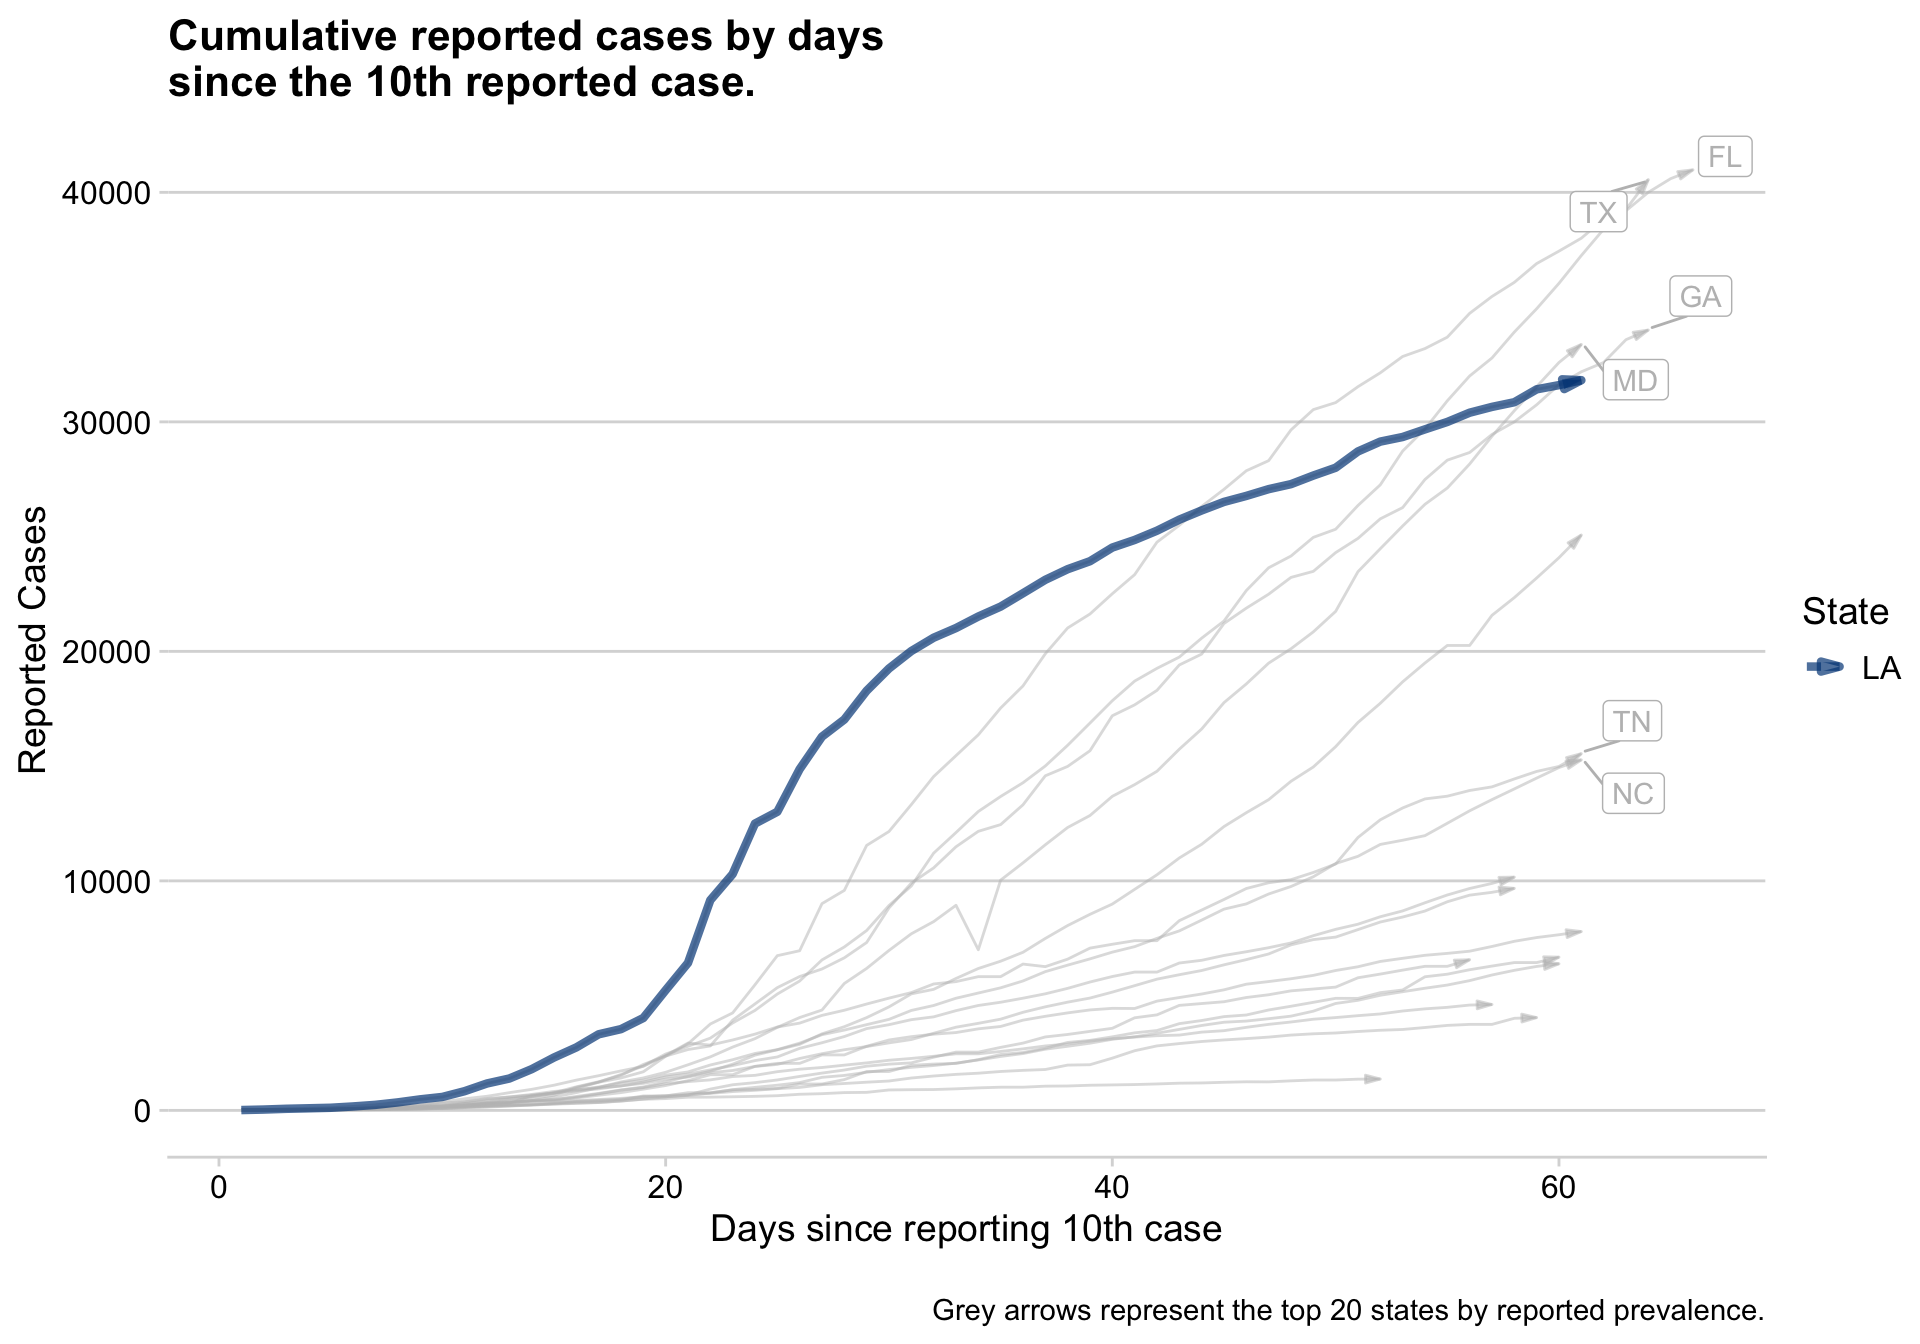 Cumulative reported cases by days
since the 10th reported case.
FL
40000
TX
GA
MD
30000
Reported Cases
20000
State
LA
TN
NC
10000
0
0 20 40 60
Days since reporting 10th case
Grey arrows represent the top 20 states by reported prevalence.